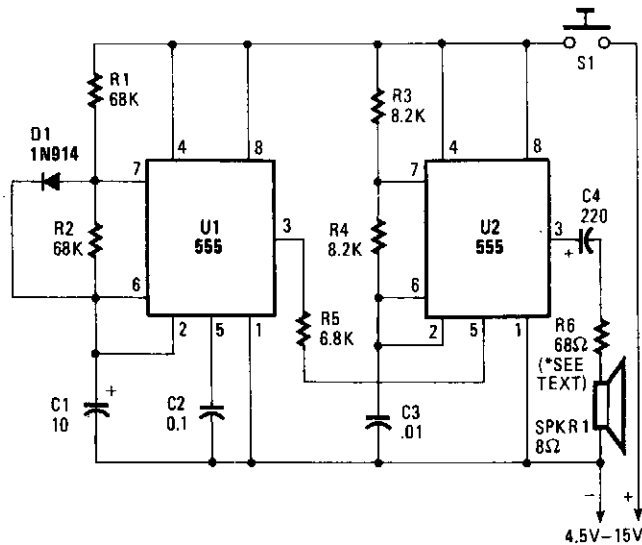 S1
R1
68K
R3
8.2K
D1
1N914
4
8
4
8
7
7
C4
220
R2
68K
U1
555
3
R4
8.2K
U2
555
3
+
6
6
R5
6.8K
R6
68Ω
(*SEE
TEXT)
2
5
1
2
5
1
C1
10
+
C2
0.1
C3
.01
SPKR1
8Ω
−
+
4.5V–15V